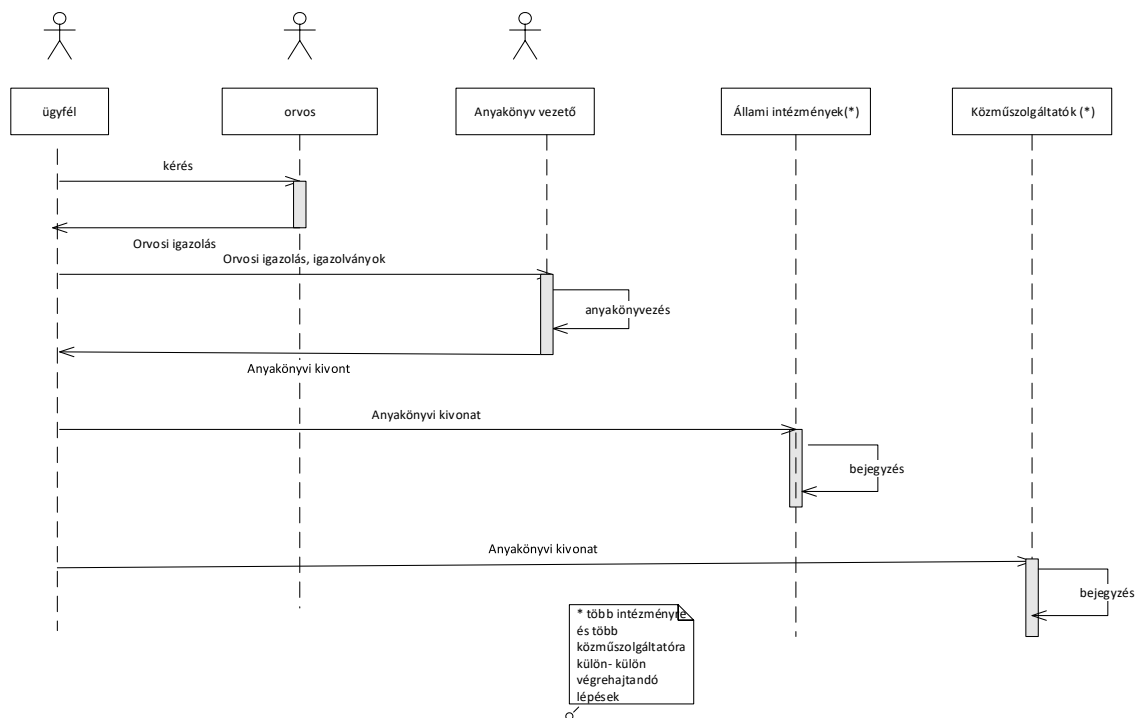 ügyfél
orvos
Anyakönyv vezető
Állami intézmények(*)
Közműszolgáltatók (*)
kérés
Orvosi igazolás
Orvosi igazolás, igazolványok
anyakönyvezés
Anyakönyvi kivont
Anyakönyvi kivonat
bejegyzés
Anyakönyvi kivonat
bejegyzés
* több intézményre
és több
közműszolgáltatóra
külön- külön
végrehajtandó
lépések